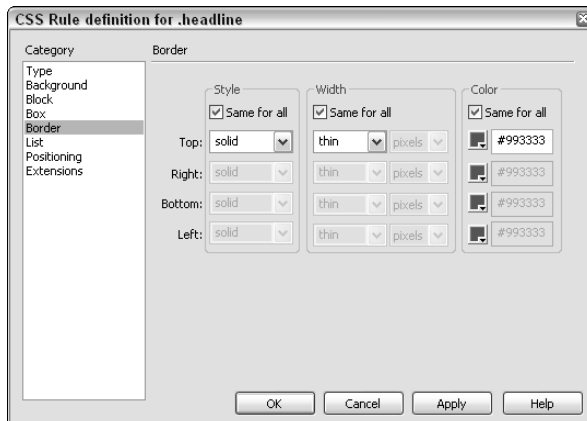 CSS Rule definition for .headline
Category
Border
Type
Background
Block
Box
Border
List
Positioning
Extensions
Style Width Color
Same for all Same for all Same for all
Top: solid thin pixels #993333
Right: solid thin pixels #993333
Bottom: solid thin pixels #993333
Left: solid thin pixels #993333
OK Cancel Apply Help